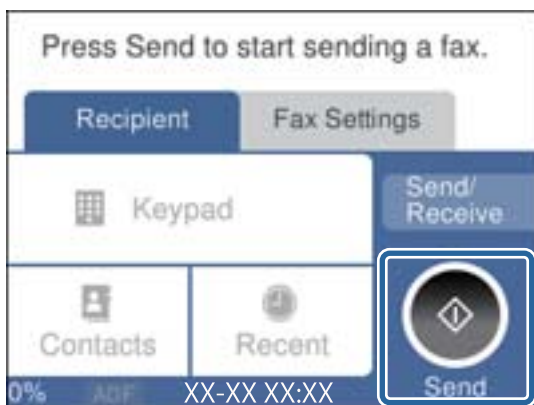 Press Send to start sending a fax.
Recipient
Fax Settings
Keypad
Send/
Receive
Contacts
Recent
0% ADF XX-XX XX:XX
Send